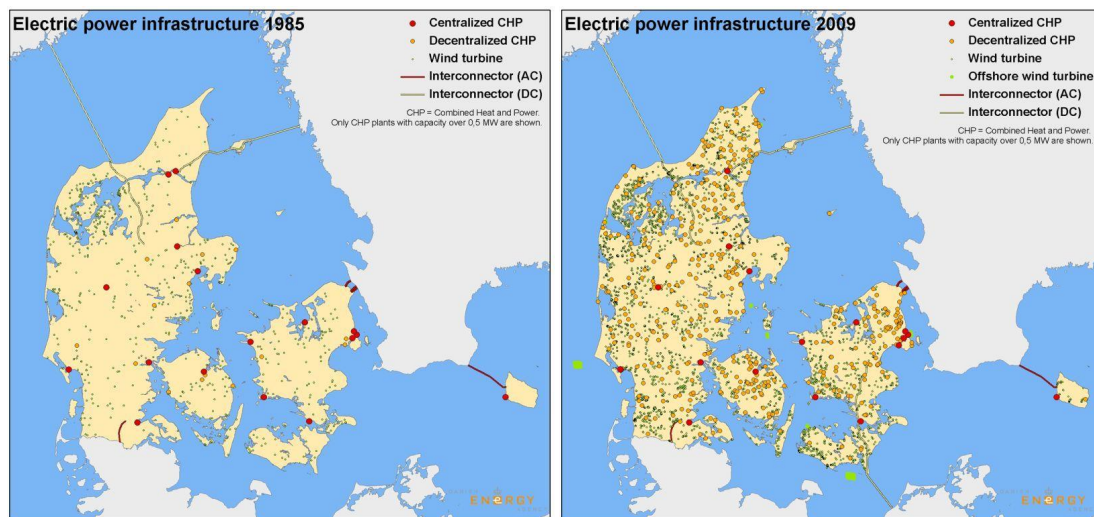 Electric power infrastructure 1985
Centralized CHP
Decentralized CHP
Wind turbine
Interconnector (AC)
Interconnector (DC)
CHP = Combined Heat and Power.
Only CHP plants with capacity over 0,5 MW are shown.
ENERGY
Electric power infrastructure 2009
Centralized CHP
Decentralized CHP
Wind turbine
Offshore wind turbine
Interconnector (AC)
Interconnector (DC)
CHP = Combined Heat and Power.
Only CHP plants with capacity over 0,5 MW are shown.
ENERGY